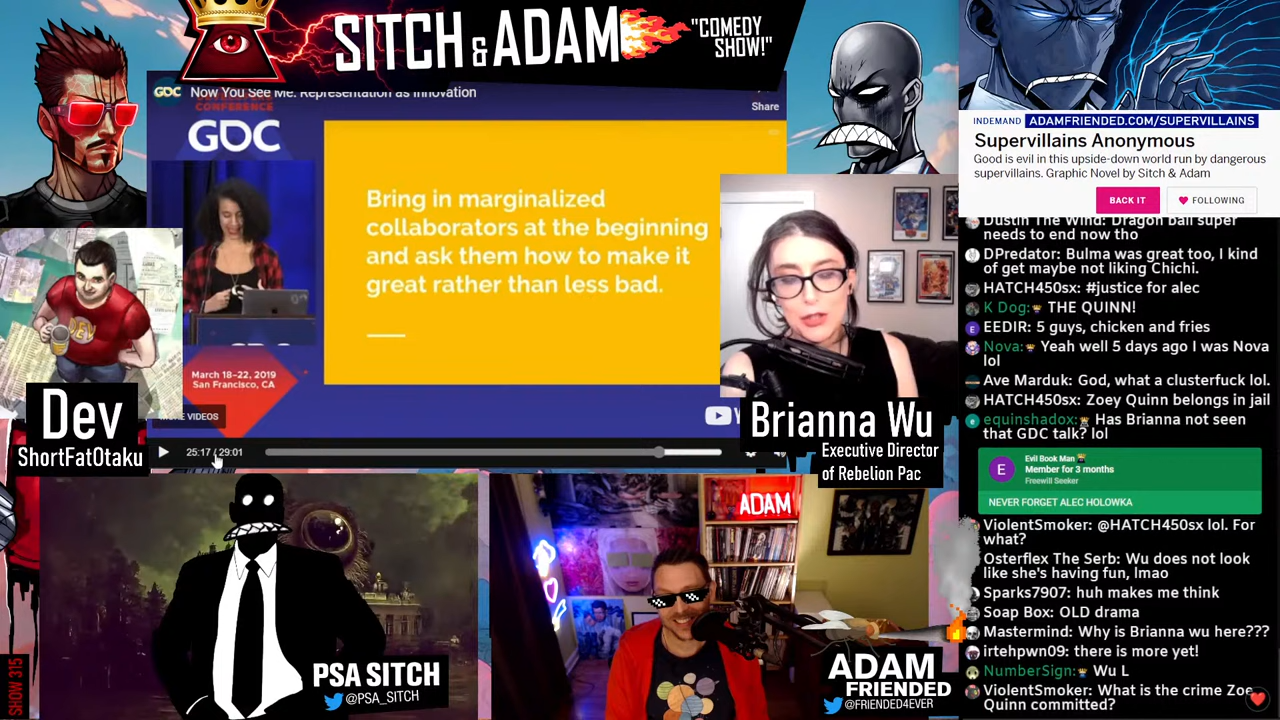 SITCH & ADAM
"COMEDY
SHOW!"
GDC
Now You See Me: Representation as Innovation
Share
CONFERENCE
GDC
Bring in marginalized
collaborators at the beginning
and ask them how to make it
great rather than less bad.
March 18-22, 2019
San Francisco, CA
MORE VIDEOS
25:17 / 29:01
DEV
Dev
ShortFatOtaku
Brianna Wu
Executive Director
of Rebelion Pac
SHOW 315
PSA SITCH
@PSA_SITCH
ADAM
ADAM
FRIENDED
@FRIENDED4EVER
INDEMAND ADAMFRIENDED.COM/SUPERVILLAINS
Supervillains Anonymous
Good is evil in this upside-down world run by dangerous
supervillains. Graphic Novel by Sitch & Adam
BACK IT
FOLLOWING
Dustin The Winds: Dragon ball super
needs to end now tho
DPredator: Bulma was great too, I kind
of get maybe not liking Chichi.
HATCH450sx: #justice for alec
K Dog: THE QUINN!
EEDIR: 5 guys, chicken and fries
Nova: Yeah well 5 days ago I was Nova
lol
Ave Marduk: God, what a clusterfuck lol.
HATCH450sx: Zoey Quinn belongs in jail
equinshadox: Has Brianna not seen
that GDC talk? lol
E
Evil Book Man
Member for 3 months
Freewill Seeker
NEVER FORGET ALEC HOLOWKA
ViolentSmoker: @HATCH450sx lol. For
what?
Osterflex The Serb: Wu does not look
like she's having fun, lmao
Sparks7907: huh makes me think
Soap Box: OLD drama
Mastermind: Why is Brianna wu here???
irtehpwn09: there is more yet!
NumberSign: Wu L
ViolentSmoker: What is the crime Zoe
Quinn committed?